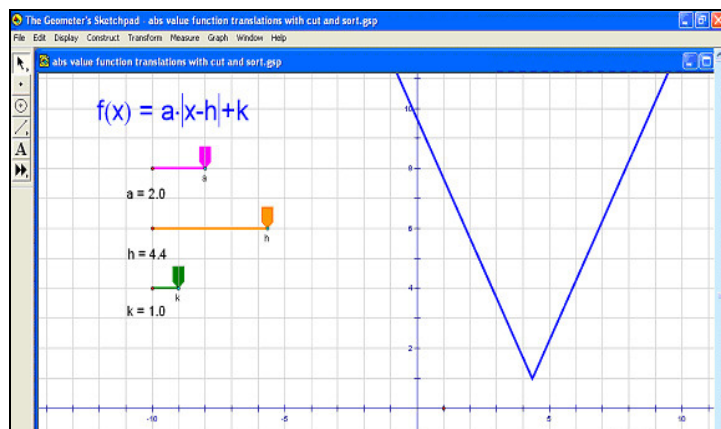 The Geometer's Sketchpad - abs value function translations with cut and sort.gsp
File Edit Display Construct Transform Measure Graph Window Help
abs value function translations with cut and sort.gsp
f(x) = a·|x-h|+k
a
a = 2.0
h
h = 4.4
k
k = 1.0
10
8
6
4
2
-10 -5 5 10
A